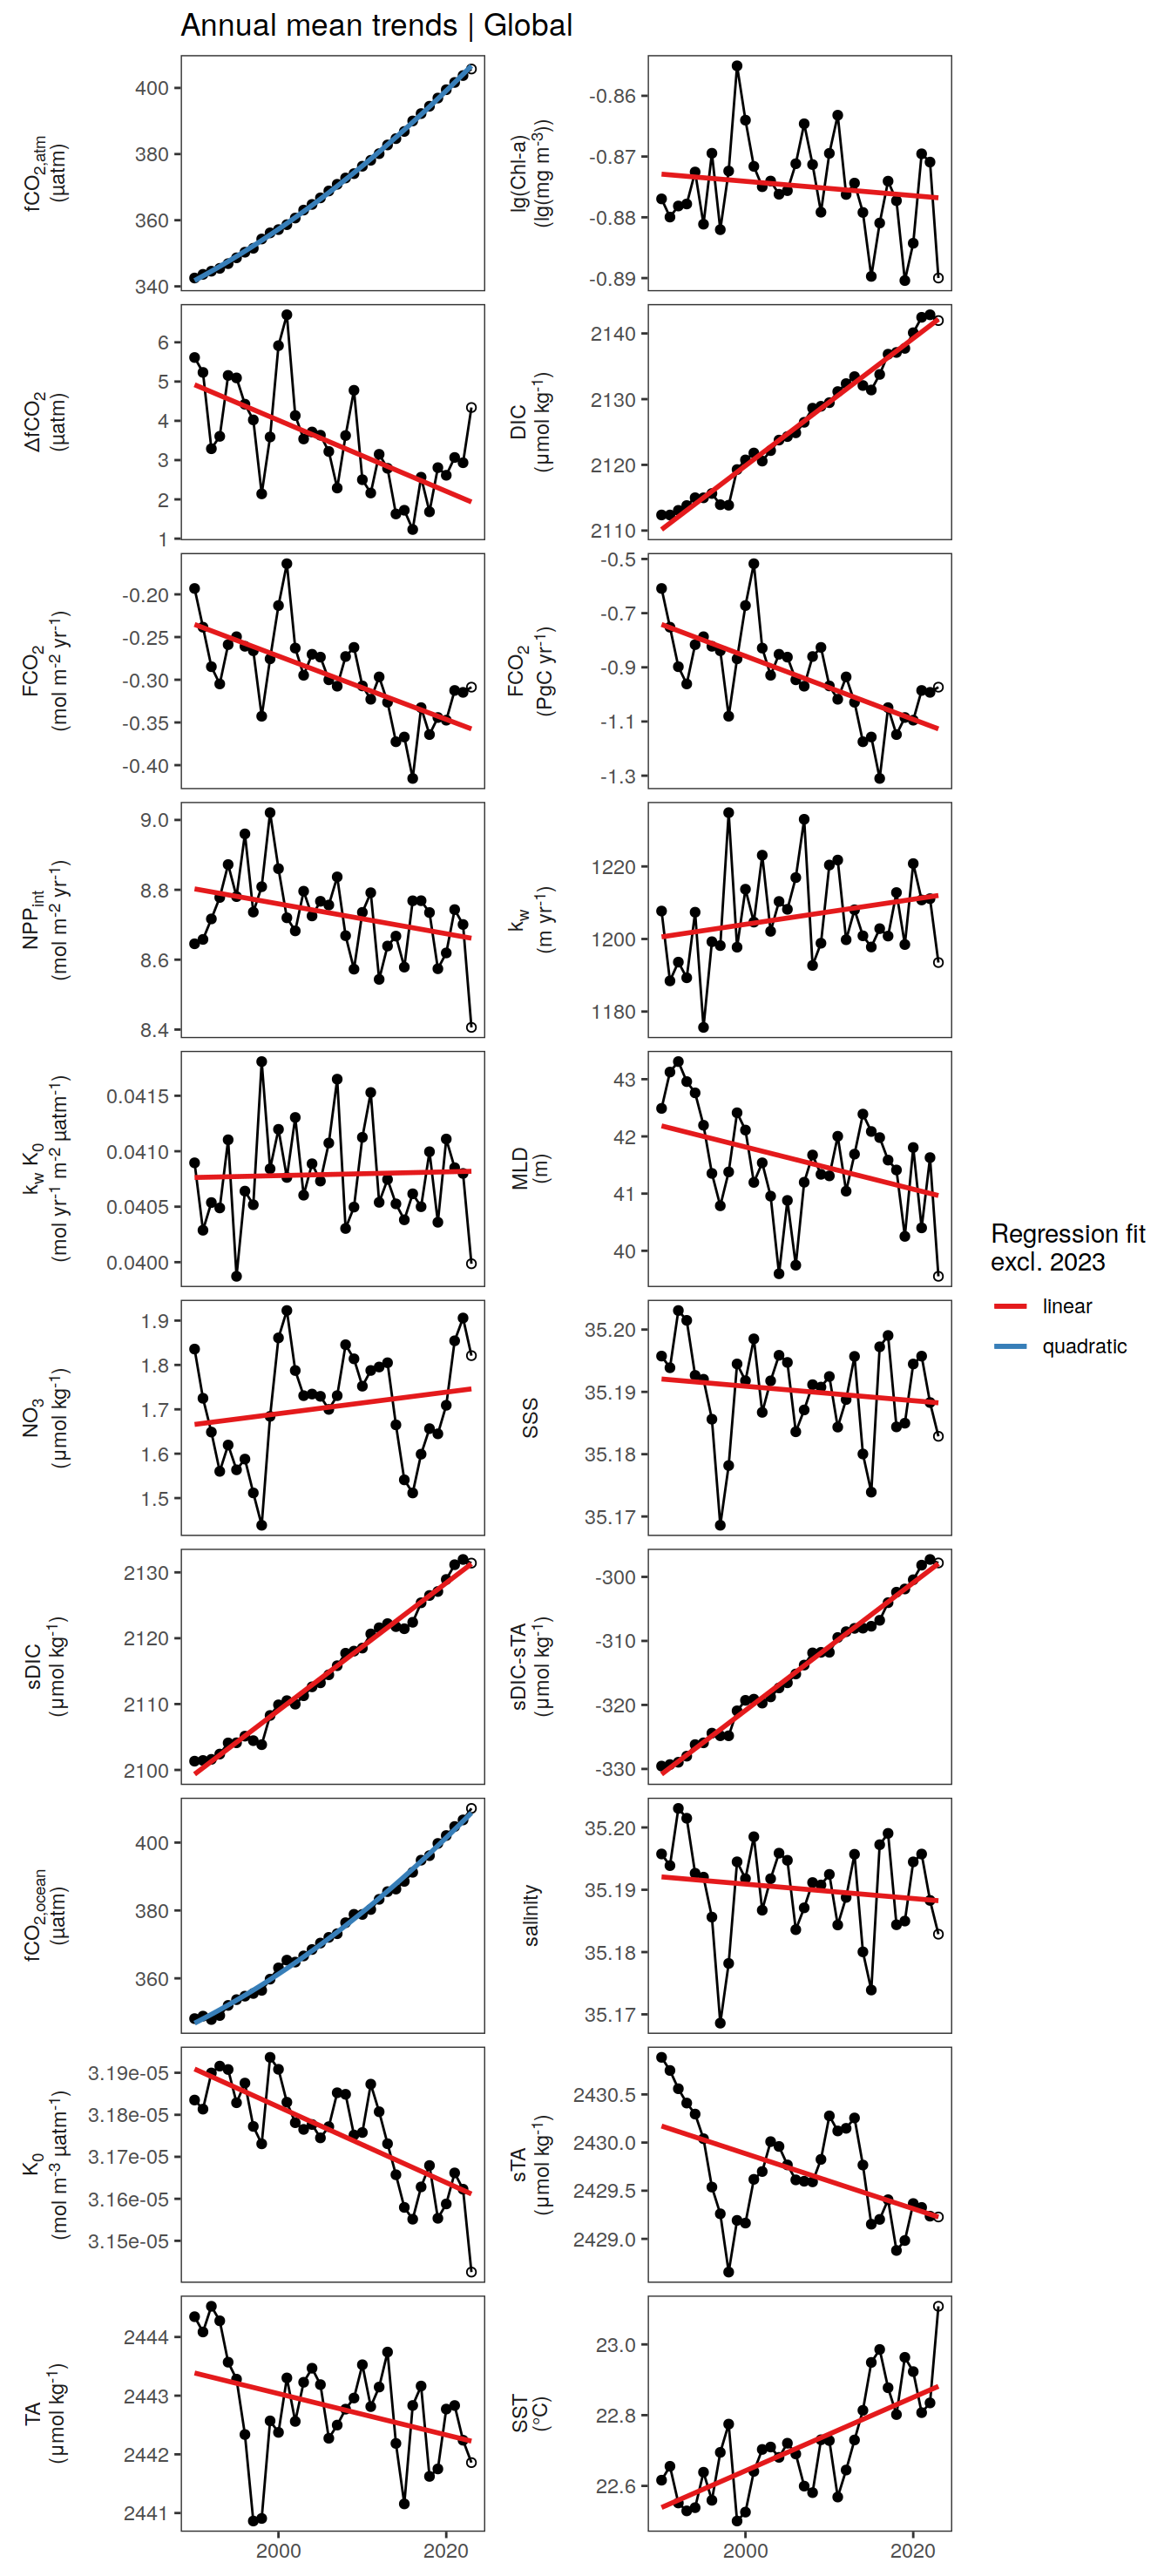 Annual mean trends | Global
fCO2,atm
(µatm)
400
380
360
340
lg(Chl-a)
(lg(mg m-3))
-0.86
-0.87
-0.88
-0.89
ΔfCO2
(µatm)
6
5
4
3
2
1
DIC
(µmol kg-1)
2140
2130
2120
2110
FCO2
(mol m-2 yr-1)
-0.20
-0.25
-0.30
-0.35
-0.40
FCO2
(PgC yr-1)
-0.5
-0.7
-0.9
-1.1
-1.3
NPPint
(mol m-2 yr-1)
9.0
8.8
8.6
8.4
kw
(m yr-1)
1220
1200
1180
kw K0
(mol yr-1 m-2 µatm-1)
0.0415
0.0410
0.0405
0.0400
MLD
(m)
43
42
41
40
NO3
(µmol kg-1)
1.9
1.8
1.7
1.6
1.5
SSS
35.20
35.19
35.18
35.17
sDIC
(µmol kg-1)
2130
2120
2110
2100
sDIC-sTA
(µmol kg-1)
-300
-310
-320
-330
fCO2,ocean
(µatm)
400
380
360
salinity
35.20
35.19
35.18
35.17
K0
(mol m-3 µatm-1)
3.19e-05
3.18e-05
3.17e-05
3.16e-05
3.15e-05
sTA
(µmol kg-1)
2430.5
2430.0
2429.5
2429.0
TA
(µmol kg-1)
2444
2443
2442
2441
SST
(°C)
23.0
22.8
22.6
2000
2020
2000
2020
Regression fit
excl. 2023
linear
quadratic